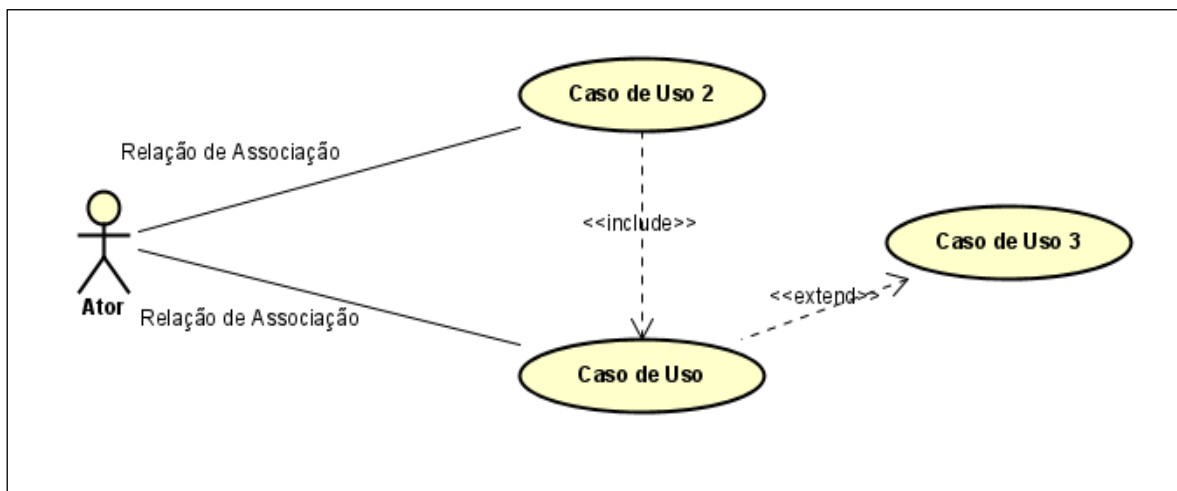 Caso de Uso 2
Relação de Associação
<<include>>
Caso de Uso 3
<<extend>>
Ator
Relação de Associação
Caso de Uso